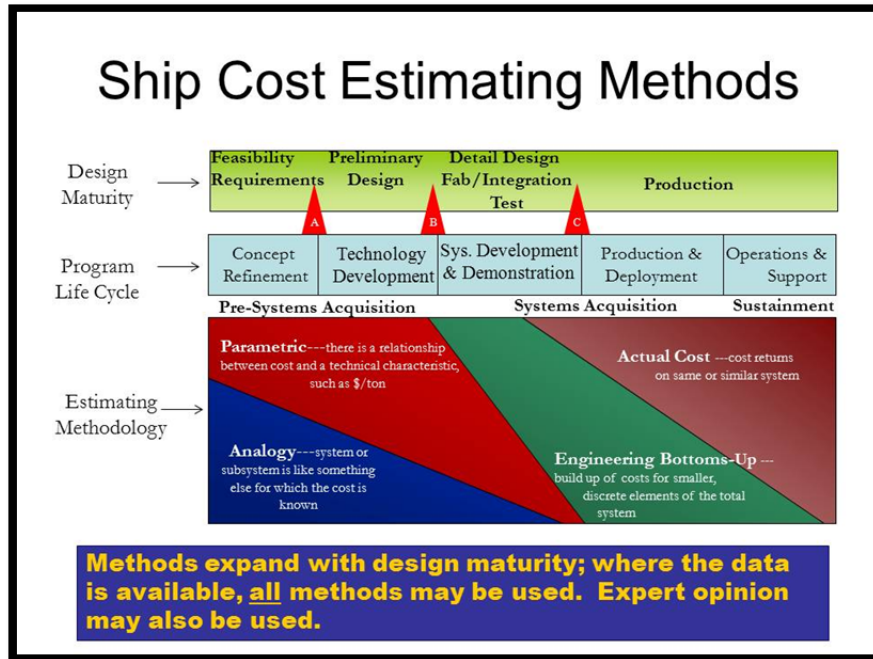 Ship Cost Estimating Methods
Design
Maturity
Feasibility
Requirements
Preliminary
Design
Detail Design
Fab/Integration
Test
Production
A
B
C
Program
Life Cycle
Concept
Refinement
Technology
Development
Sys. Development
& Demonstration
Production &
Deployment
Operations &
Support
Pre-Systems Acquisition
Systems Acquisition
Sustainment
Estimating
Methodology
Parametric---there is a relationship
between cost and a technical characteristic,
such as $/ton
Actual Cost ---cost returns
on same or similar system
Analogy---system or
subsystem is like something
else for which the cost is
known
Engineering Bottoms-Up ---
build up of costs for smaller,
discrete elements of the total
system
Methods expand with design maturity; where the data
is available, all methods may be used.  Expert opinion
may also be used.